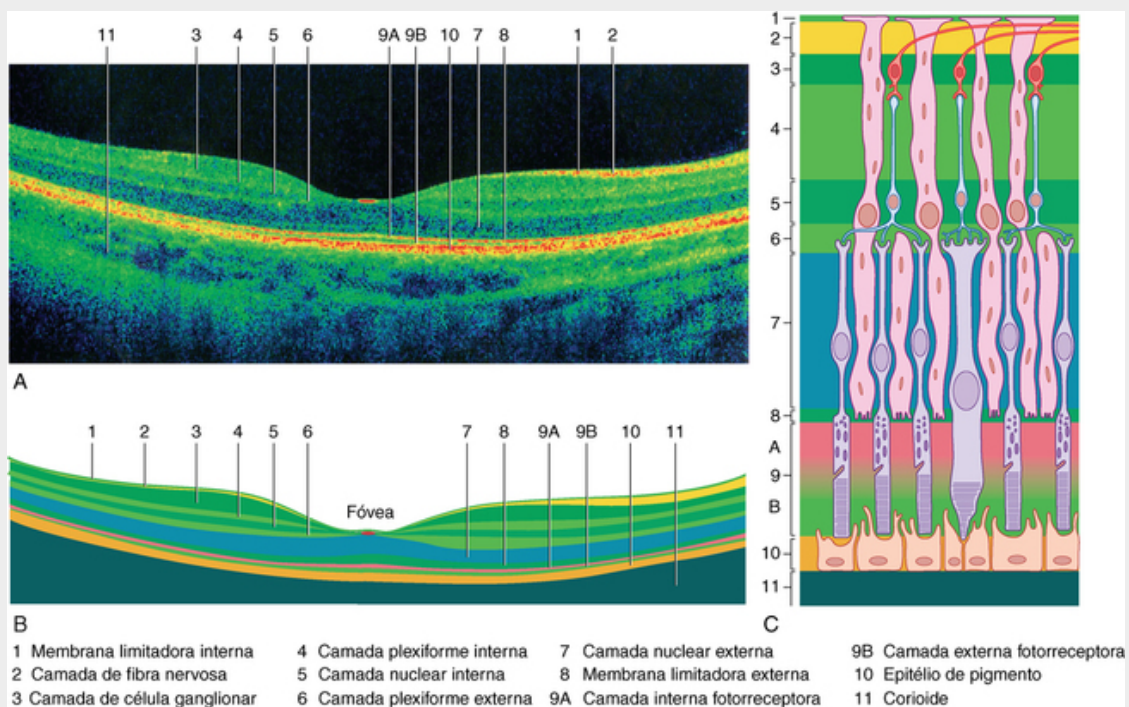 11 3 4 5 6 9A 9B 10 7 8 1 2
A
1 2 3 4 5 6 7 8 9A 9B 10 11
Fóvea
B
1
2
3
4
5
6
7
8
A
9
B
10
11
C
1 Membrana limitadora interna
2 Camada de fibra nervosa
3 Camada de célula ganglionar
4 Camada plexiforme interna
5 Camada nuclear interna
6 Camada plexiforme externa
7 Camada nuclear externa
8 Membrana limitadora externa
9A Camada interna fotorreceptora
9B Camada externa fotorreceptora
10 Epitélio de pigmento
11 Corioide